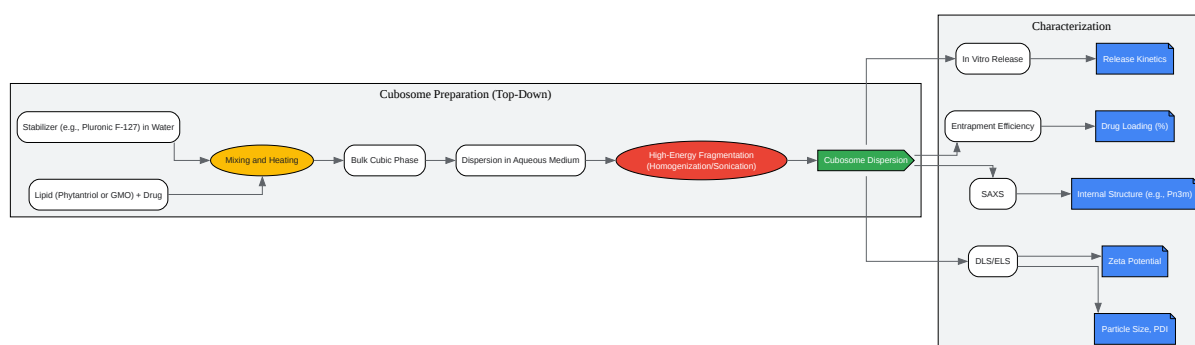 Cubosome Preparation (Top-Down)
Stabilizer (e.g., Pluronic F-127) in Water
Lipid (Phytantriol or GMO) + Drug
Mixing and Heating
Bulk Cubic Phase
Dispersion in Aqueous Medium
High-Energy Fragmentation
(Homogenization/Sonication)
Cubosome Dispersion
Characterization
In Vitro Release
Release Kinetics
Entrapment Efficiency
Drug Loading (%)
SAXS
Internal Structure (e.g., Pn3m)
DLS/ELS
Zeta Potential
Particle Size, PDI